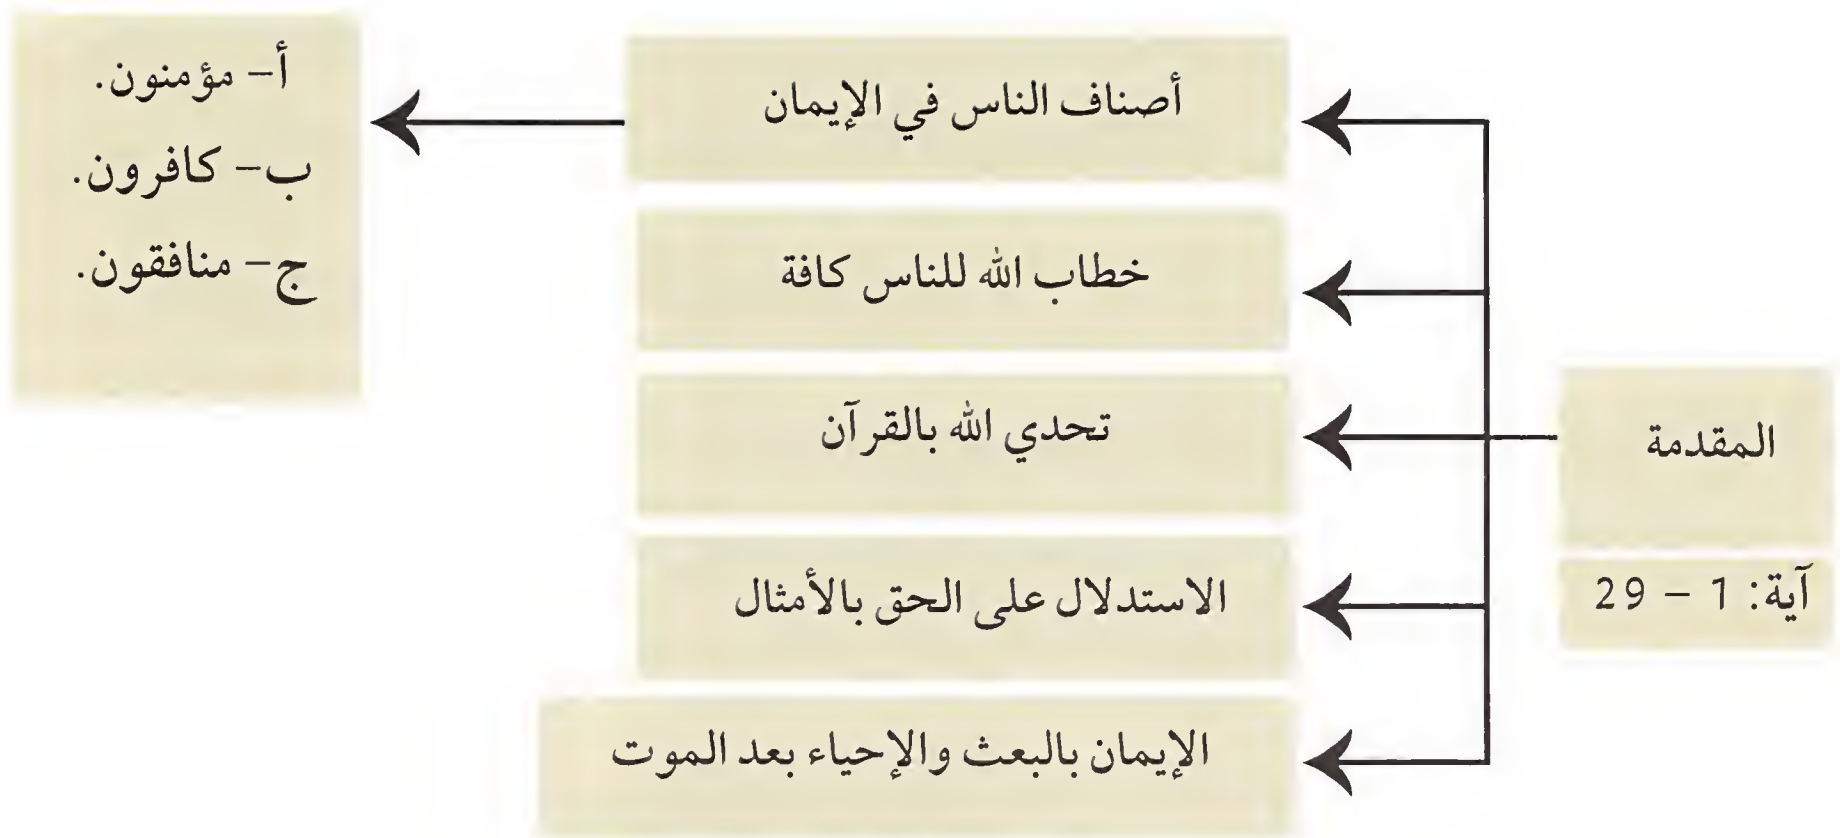 المقدمة
آية: 1 – 29
أصناف الناس في الإيمان
أ– مؤمنون.
ب– كافرون.
ج– منافقون.
خطاب الله للناس كافة
تحدي الله بالقرآن
الاستدلال على الحق بالأمثال
الإيمان بالبعث والإحياء بعد الموت